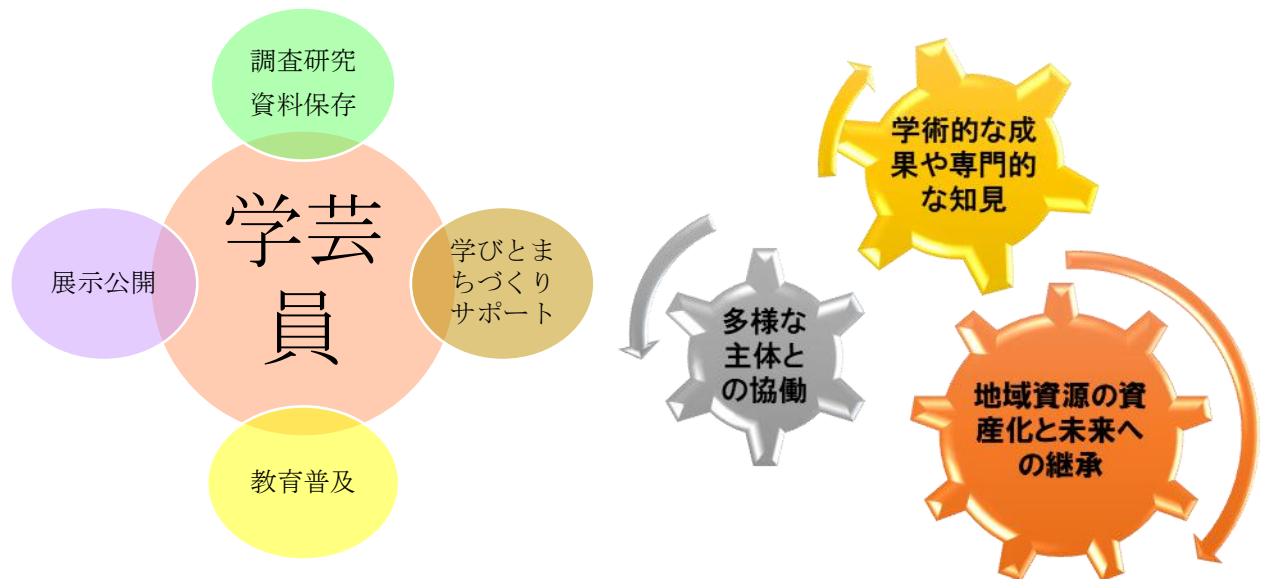 調査研究
資料保存
学芸
員
展示公開
学びとま
ちづくり
サポート
教育普及
学術的な成
果や専門的
な知見
多様な
主体と
の協働
地域資源の資
産化と未来へ
の継承